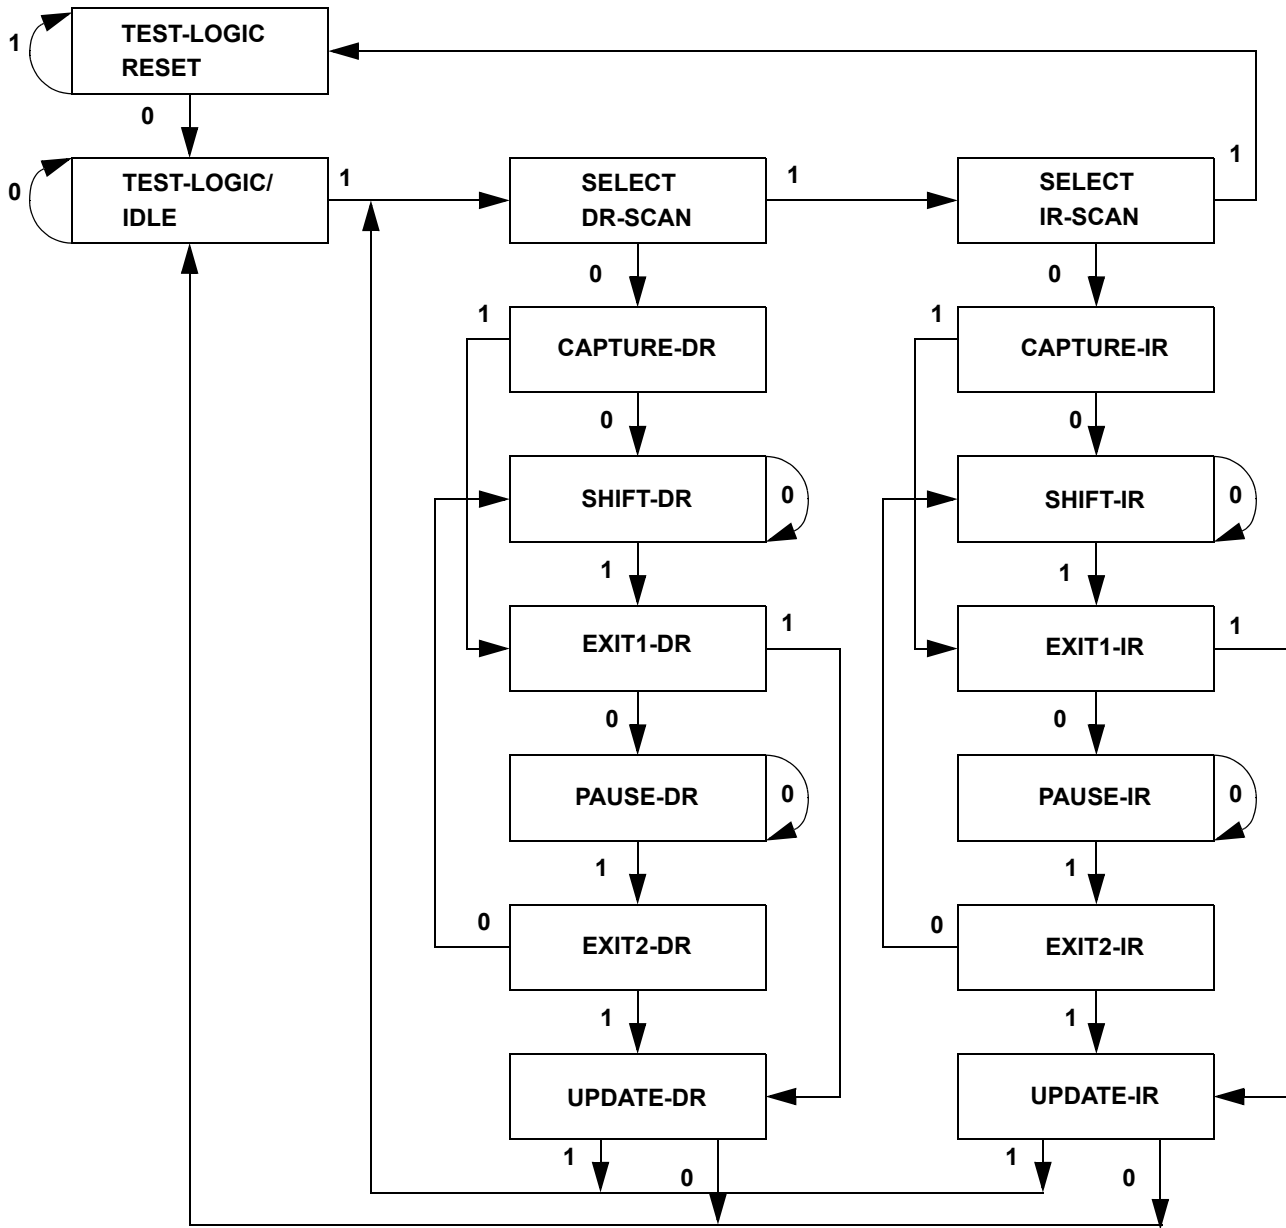 1
TEST-LOGIC
RESET
0
0
TEST-LOGIC/
IDLE
1
SELECT
DR-SCAN
1
SELECT
IR-SCAN
1
0
0
1
CAPTURE-DR
1
CAPTURE-IR
0
0
SHIFT-DR
0
SHIFT-IR
0
1
1
EXIT1-DR
1
EXIT1-IR
1
0
0
PAUSE-DR
0
PAUSE-IR
0
1
1
0
EXIT2-DR
0
EXIT2-IR
1
1
UPDATE-DR
UPDATE-IR
1
0
1
0